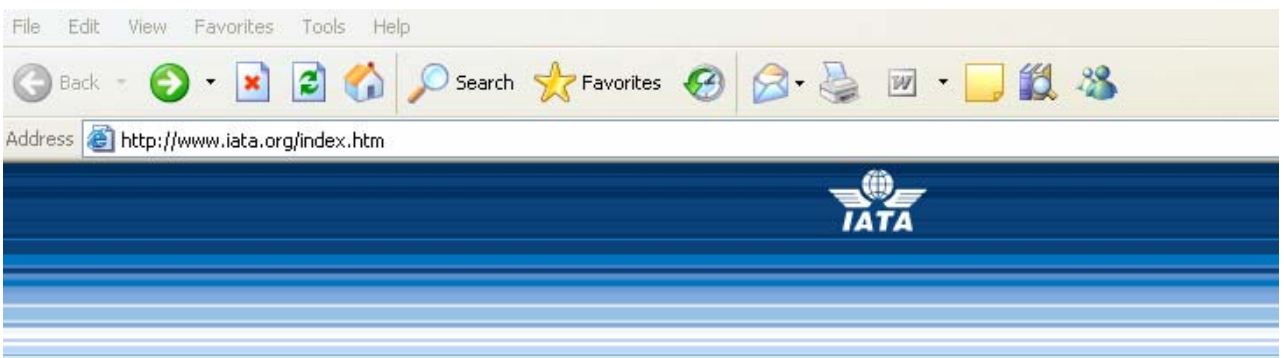 File Edit View Favorites Tools Help
Back Search Favorites W
Address http://www.iata.org/index.htm
IATA